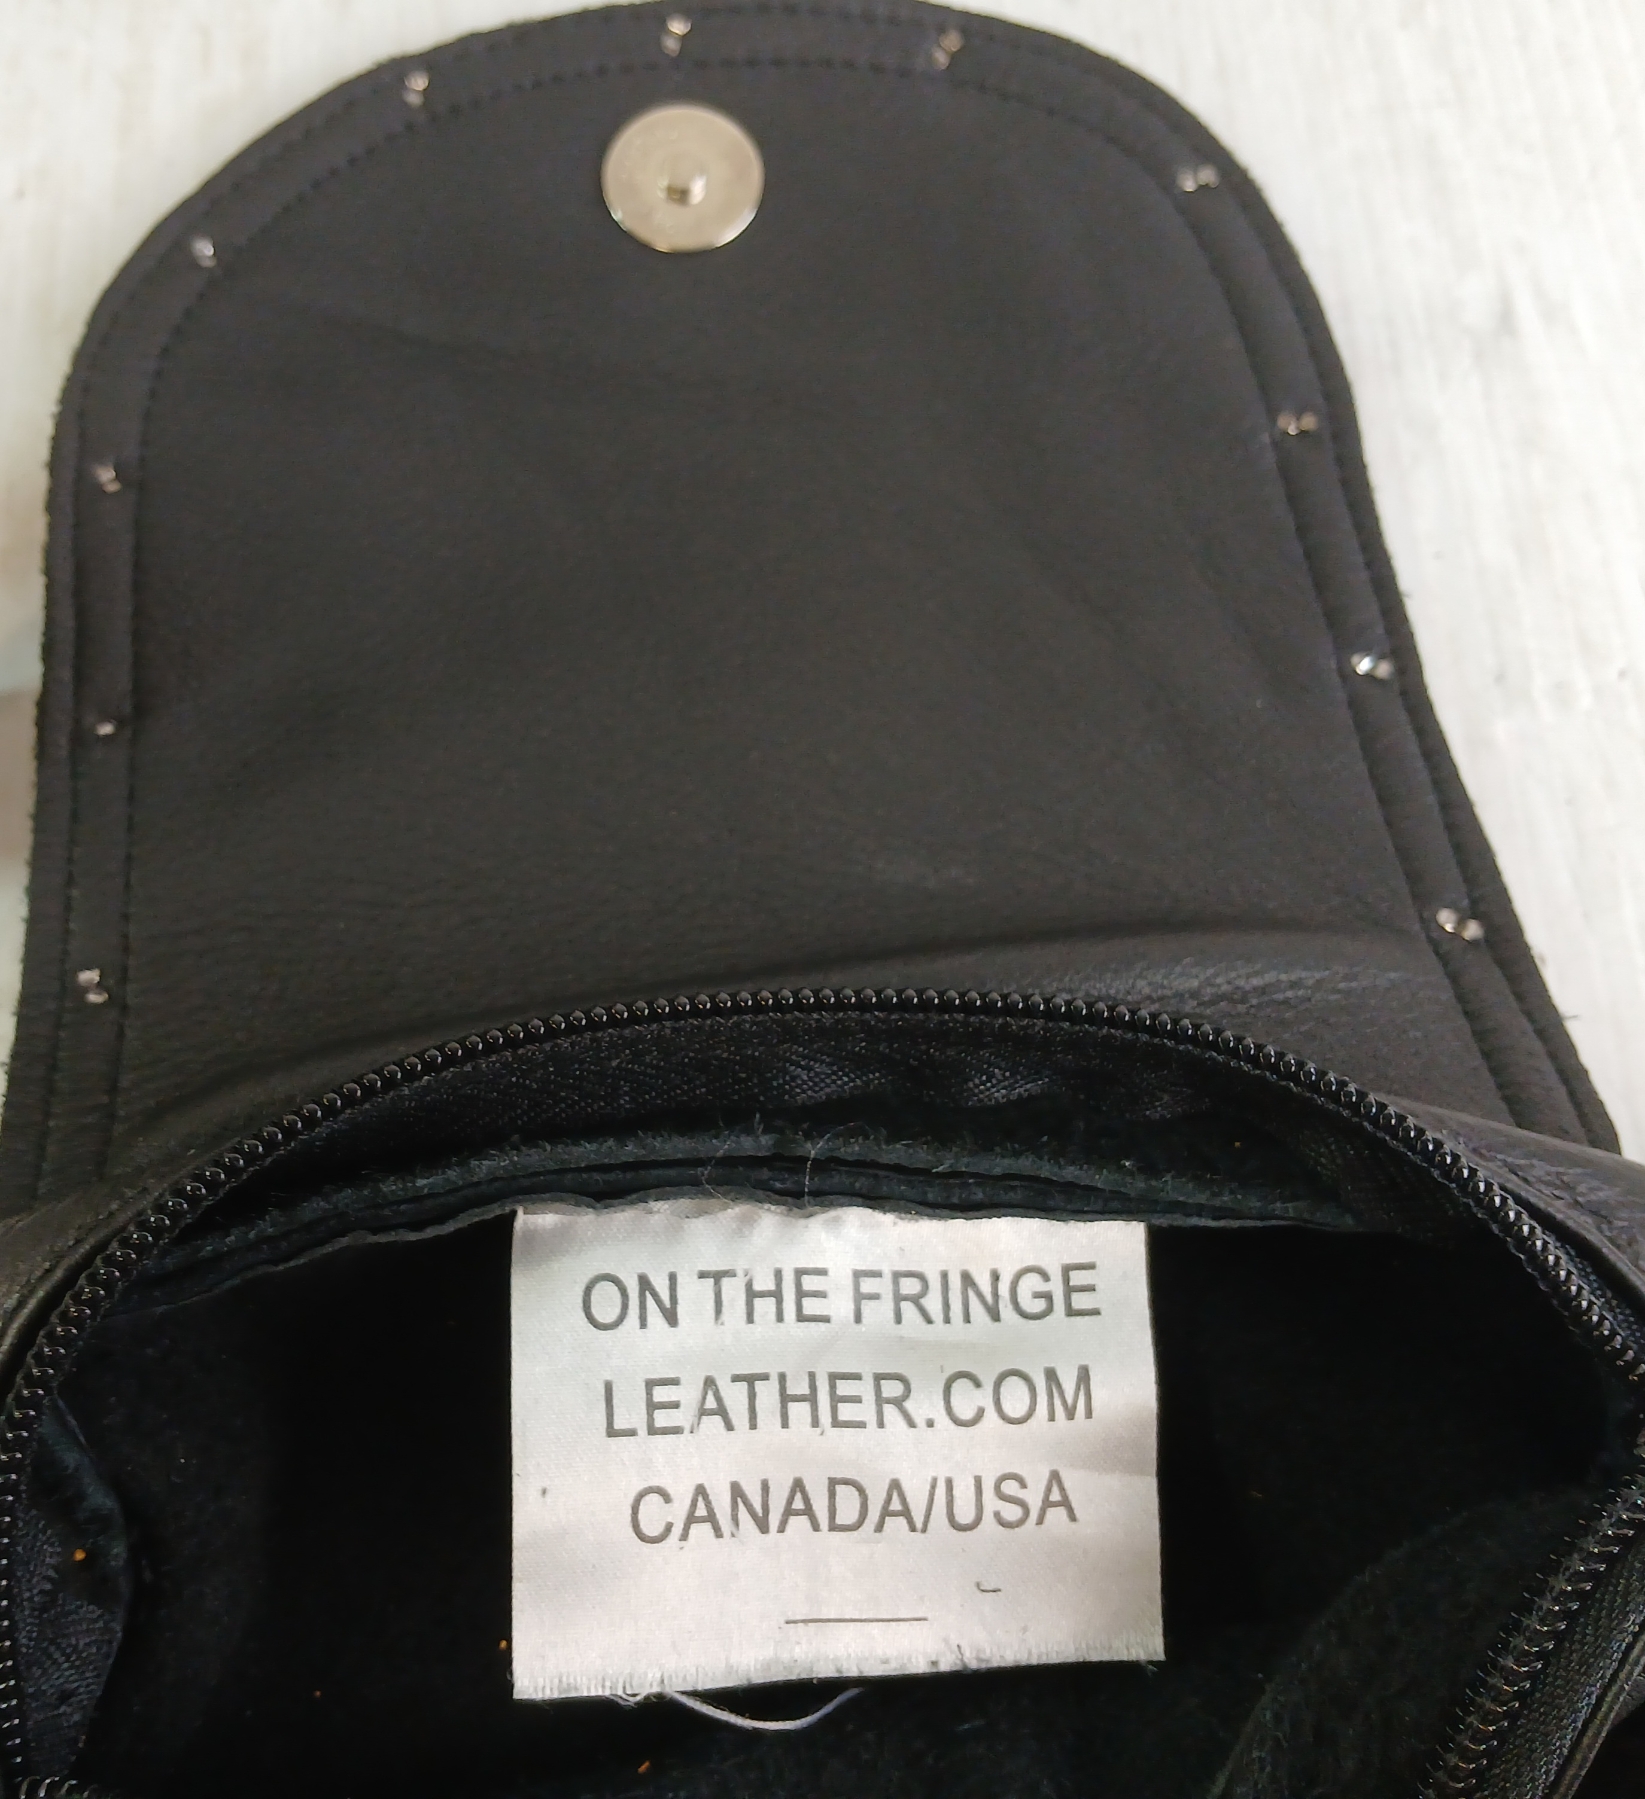 ON THE FRINGE
LEATHER.COM
CANADA/USA